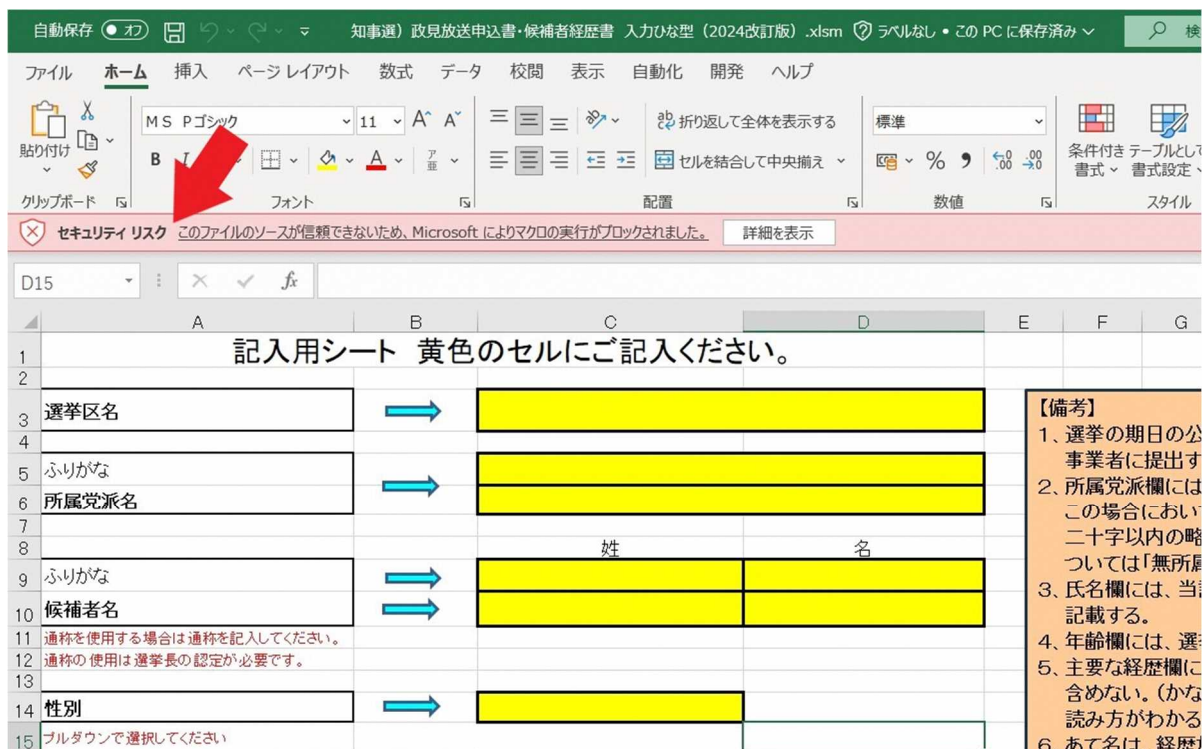 自動保存 オフ 知事選）政見放送申込書・候補者経歴書 入力ひな型（2024改訂版）.xlsm ラベルなし • この PC に保存済み 検
ファイル ホーム 挿入 ページ レイアウト 数式 データ 校閲 表示 自動化 開発 ヘルプ
ＭＳ Ｐゴシック 11 A^ A˅ ab 折り返して全体を表示する 標準
貼り付け B I A ア亜 セルを結合して中央揃え % 条件付き書式 テーブルとして書式設定
クリップボード フォント 配置 数値 スタイル
セキュリティ リスク このファイルのソースが信頼できないため、Microsoft によりマクロの実行がブロックされました。 詳細を表示
D15 fx
A B C D E F G
1 記入用シート 黄色のセルにご記入ください。
2
3 選挙区名
4
5 ふりがな
6 所属党派名
7
8 姓 名
9 ふりがな
10 候補者名
11 通称を使用する場合は通称を記入してください。
12 通称の使用は選挙長の認定が必要です。
13
14 性別
15 プルダウンで選択してください
【備考】
1、選挙の期日の公
事業者に提出す
2、所属党派欄には
この場合におい
二十字以内の略
ついては「無所属
3、氏名欄には、当
記載する。
4、年齢欄には、選
5、主要な経歴欄に
含めない。（かな
読み方がわかる
6、あて名は、経歴